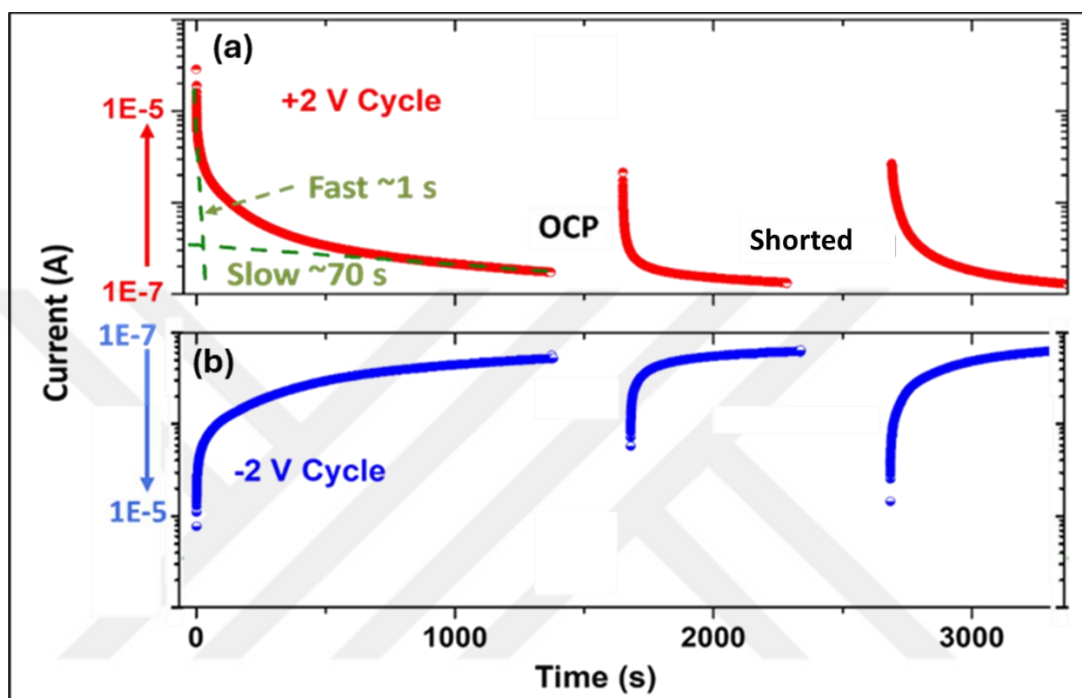 (a)
+2 V Cycle
1E-5
Fast ~1 s
OCP
Shorted
Slow ~70 s
1E-7
Current (A)
1E-7
(b)
-2 V Cycle
1E-5
0
1000
2000
3000
Time (s)